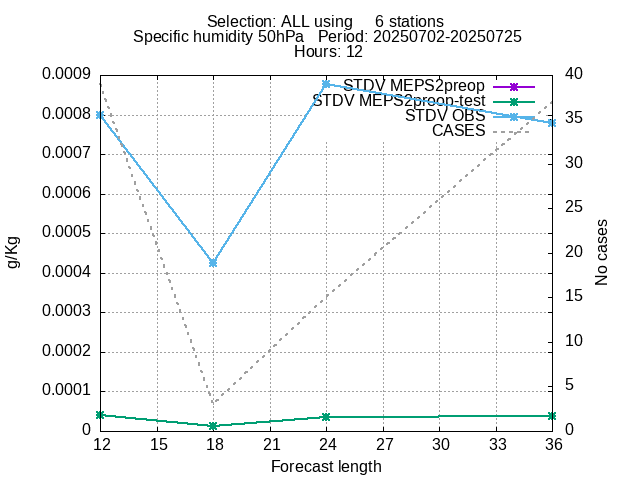 Selection: ALL using 6 stations
Specific humidity 50hPa Period: 20250702-20250725
Hours: 12
STDV MEPS2preop
STDV MEPS2preop-test
STDV OBS
CASES
0.0009
0.0008
0.0007
0.0006
0.0005
0.0004
0.0003
0.0002
0.0001
0
g/Kg
40
35
30
25
20
15
10
5
0
No cases
12 15 18 21 24 27 30 33 36
Forecast length